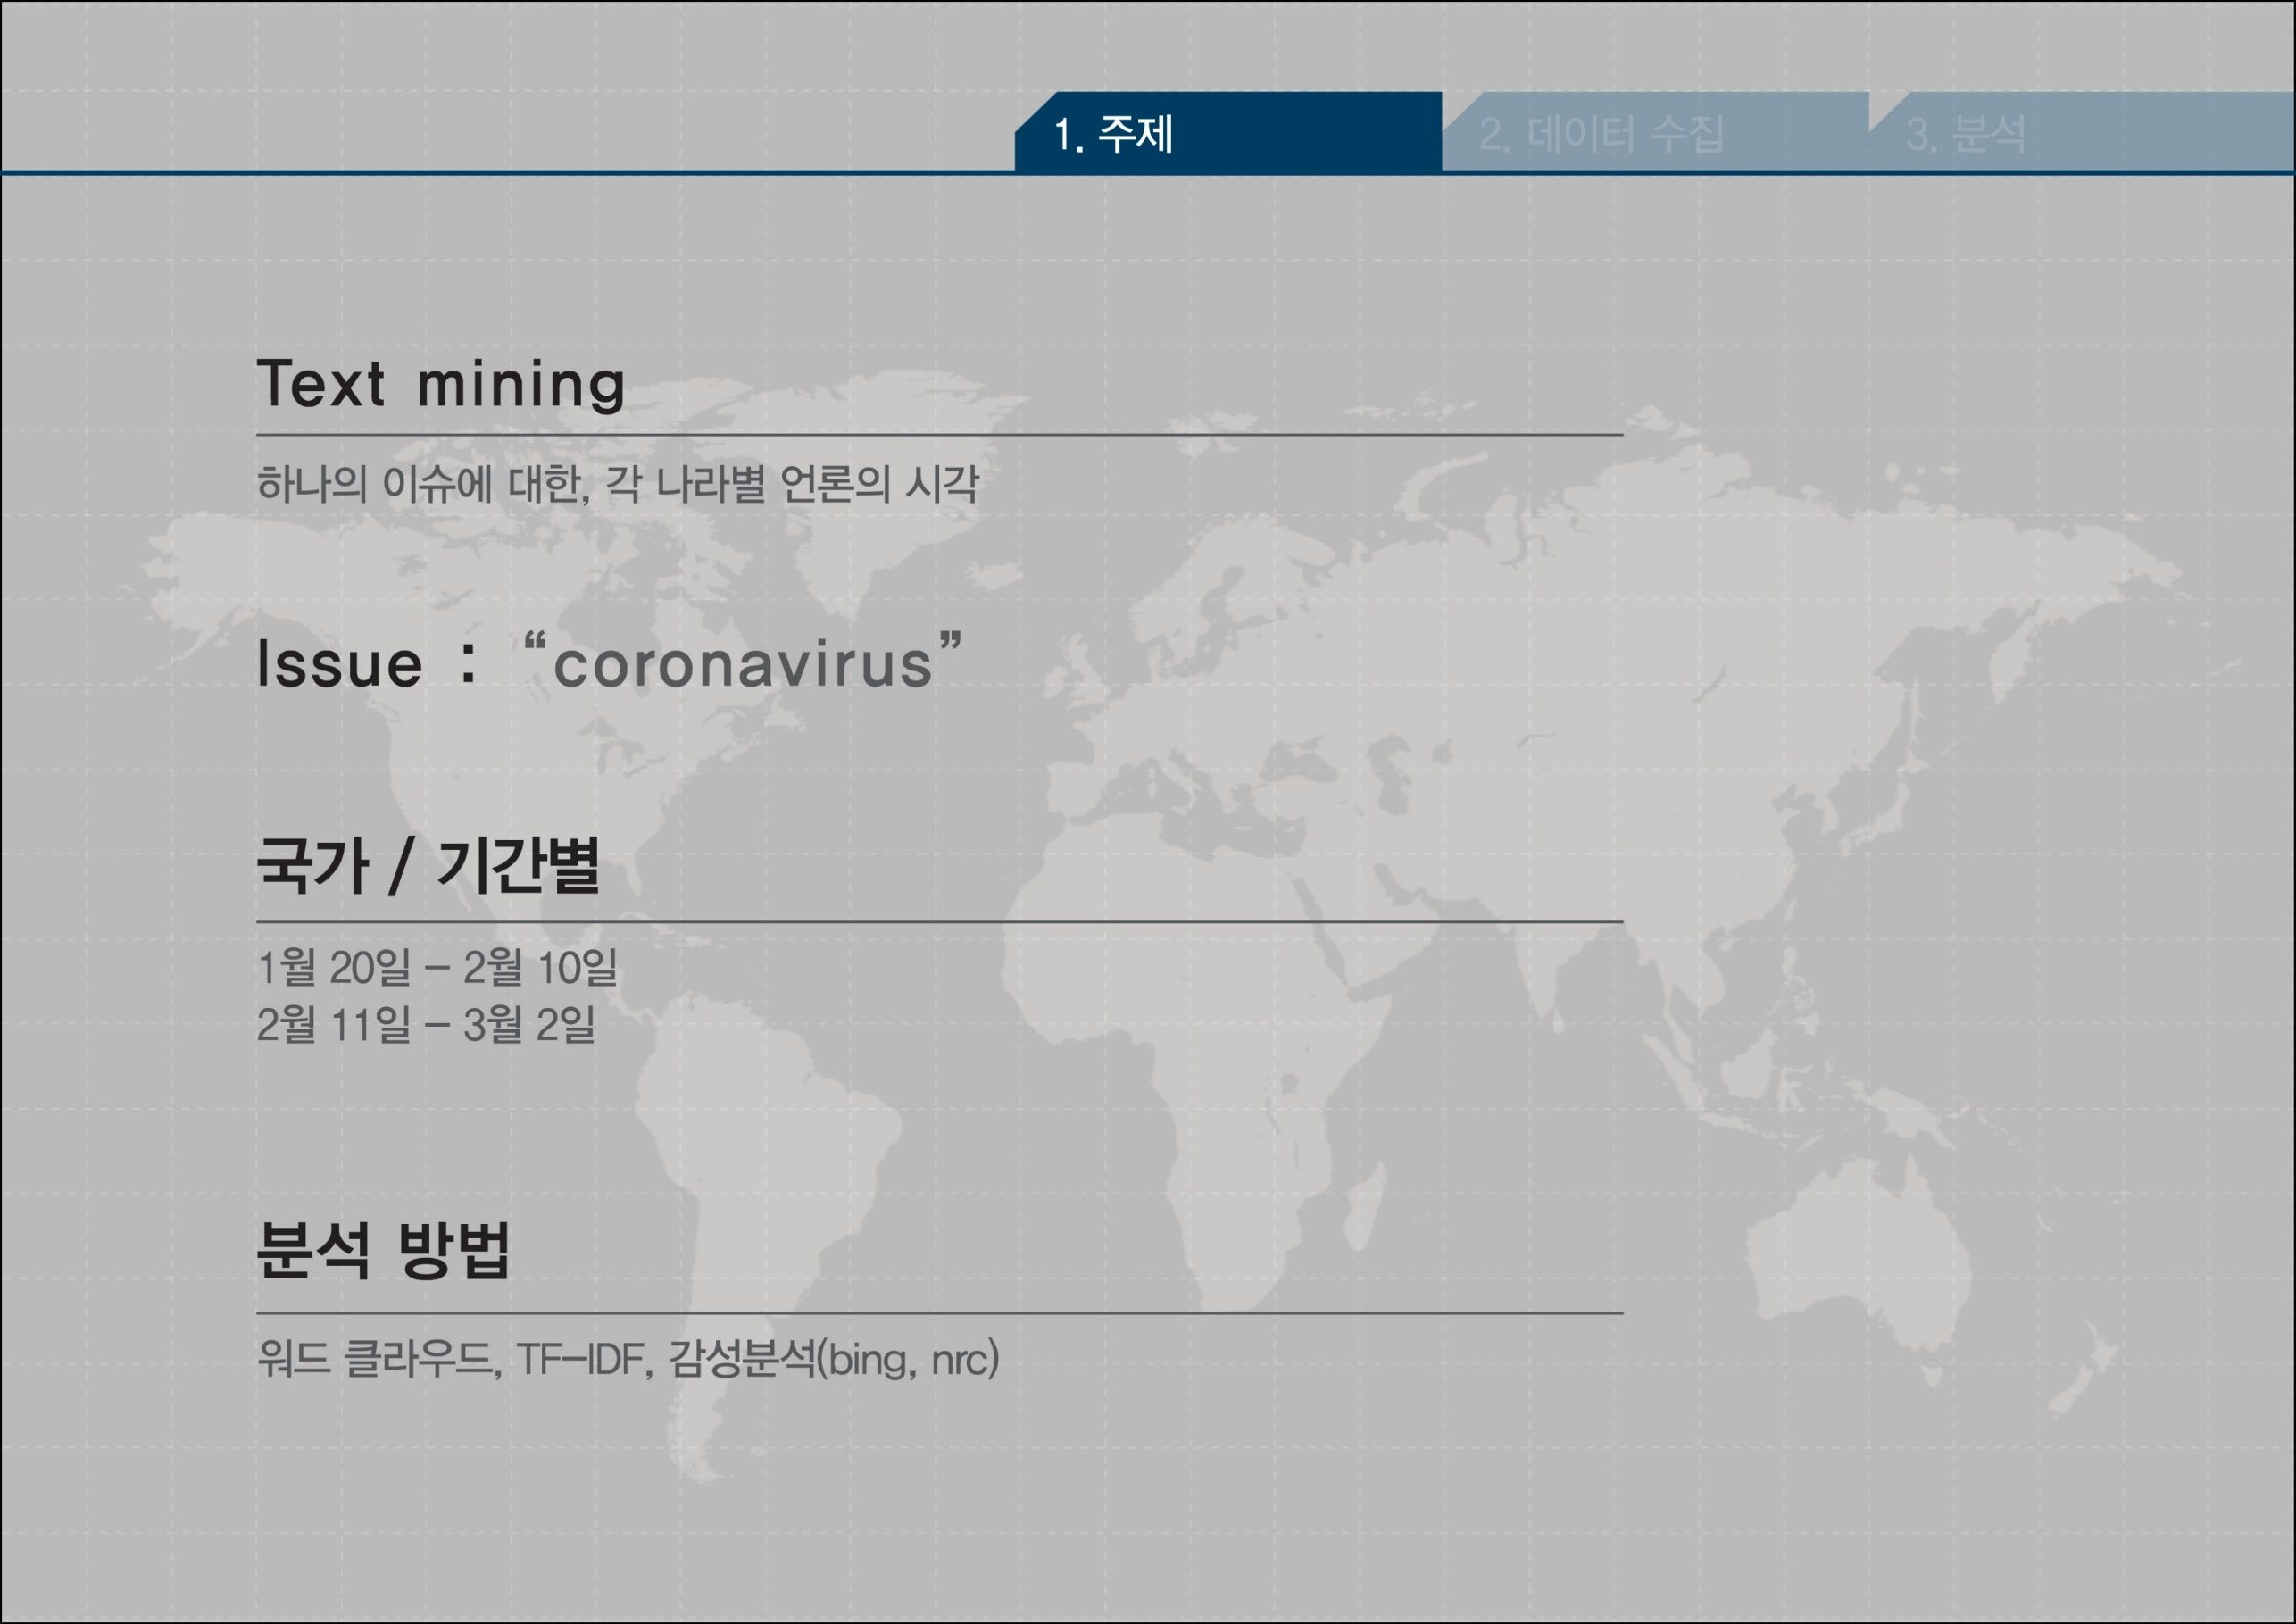 1. 주제
2. 데이터 수집
3. 분석
Text mining
하나의 이슈에 대한, 각 나라별 언론의 시각
Issue : “coronavirus”
국가 / 기간별
1월 20일 – 2월 10일
2월 11일 – 3월 2일
분석 방법
워드 클라우드, TF-IDF, 감성분석(bing, nrc)